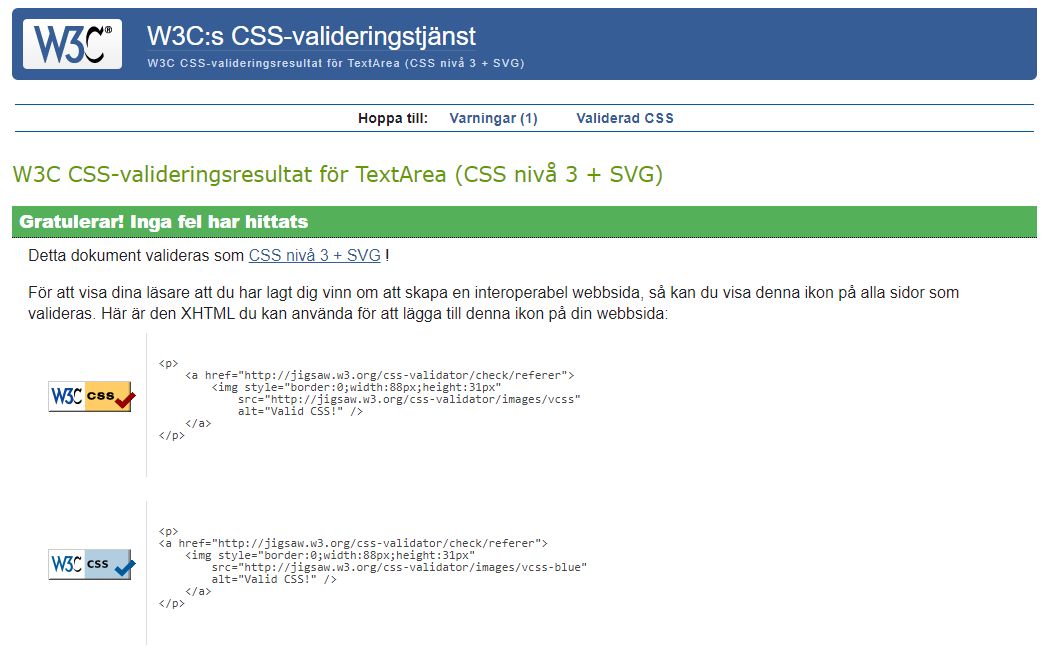 W3C®
W3C:s CSS-valideringstjänst
W3C CSS-valideringsresultat för TextArea (CSS nivå 3 + SVG)
Hoppa till: Varningar (1) Validerad CSS
W3C CSS-valideringsresultat för TextArea (CSS nivå 3 + SVG)
Gratulerar! Inga fel har hittats
Detta dokument valideras som CSS nivå 3 + SVG !
För att visa dina läsare att du har lagt dig vinn om att skapa en interoperabel webbsida, så kan du visa denna ikon på alla sidor som
valideras. Här är den XHTML du kan använda för att lägga till denna ikon på din webbsida:
W3C css
<p>
<a href="http://jigsaw.w3.org/css-validator/check/referer">
<img style="border:0;width:88px;height:31px"
src="http://jigsaw.w3.org/css-validator/images/vcss"
alt="Valid CSS!" />
</a>
</p>
W3C css
<p>
<a href="http://jigsaw.w3.org/css-validator/check/referer">
<img style="border:0;width:88px;height:31px"
src="http://jigsaw.w3.org/css-validator/images/vcss-blue"
alt="Valid CSS!" />
</a>
</p>